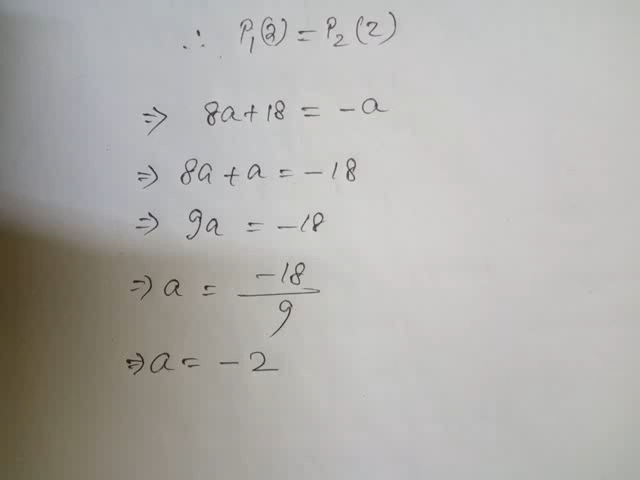 ∴ P₁(2) = P₂(2)
⇒ 8a+18 = -a
⇒ 8a+a = -18
⇒ 9a = -18
⇒ a = -18/9
⇒ a = -2